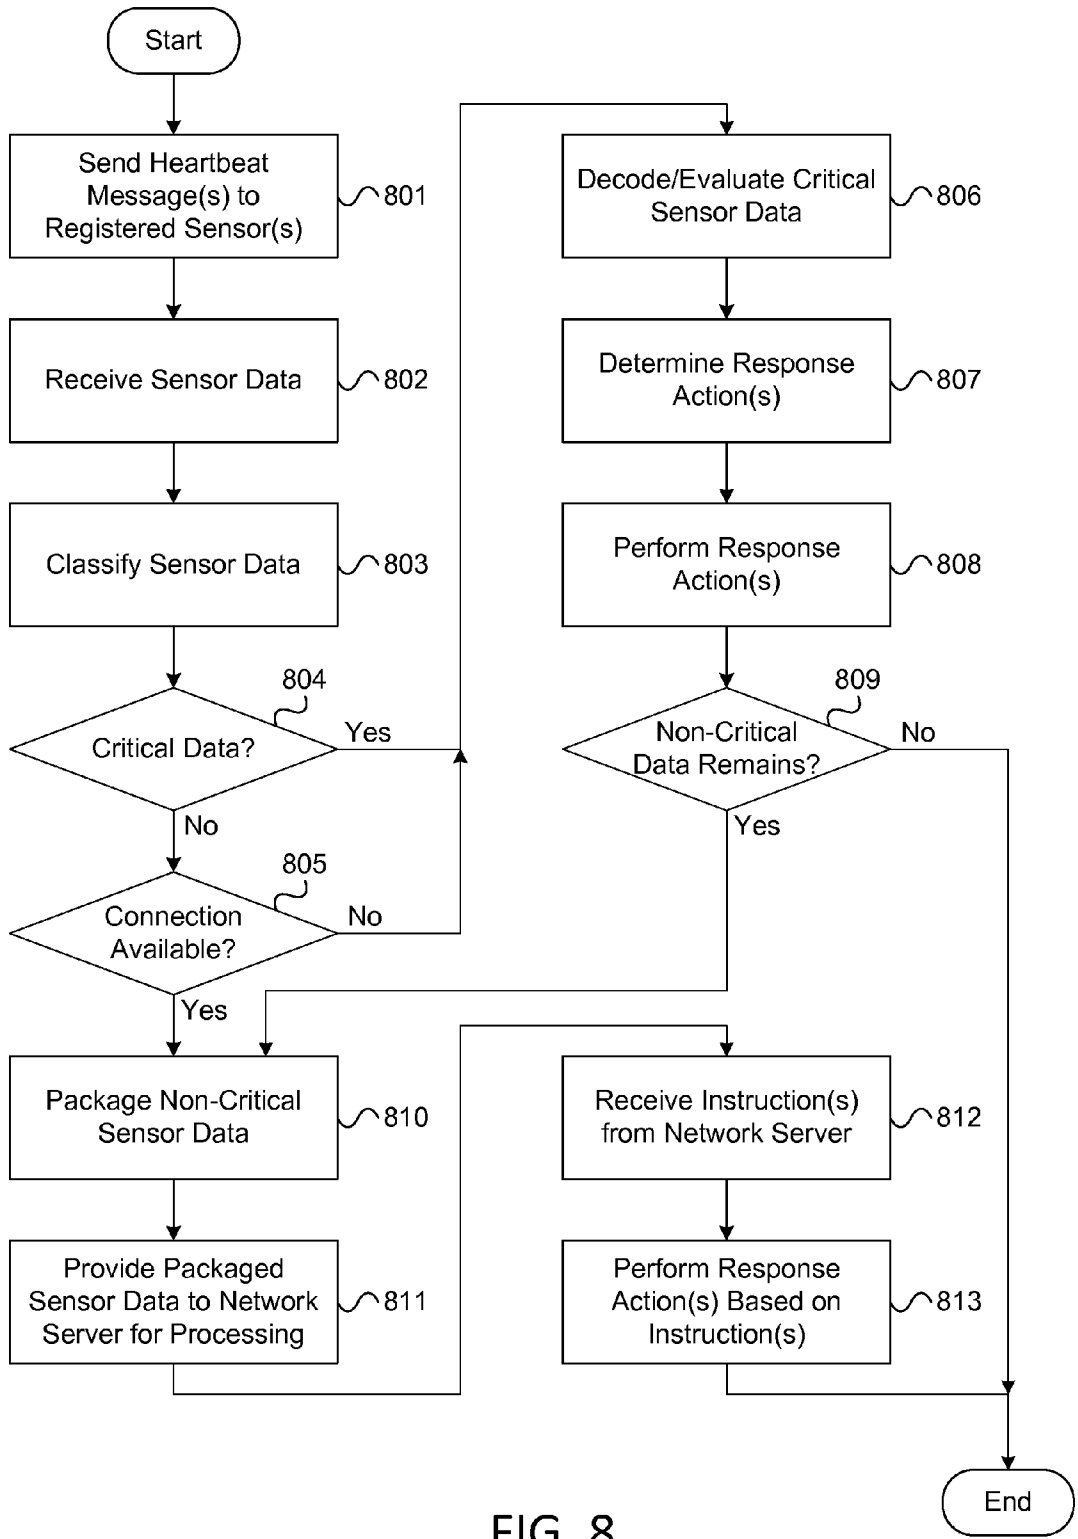 Start
Send Heartbeat
Message(s) to
Registered Sensor(s)
801
Receive Sensor Data
802
Classify Sensor Data
803
804
Critical Data?
Yes
No
805
Connection
Available?
No
Yes
Decode/Evaluate Critical
Sensor Data
806
Determine Response
Action(s)
807
Perform Response
Action(s)
808
809
Non-Critical
Data Remains?
No
Yes
Package Non-Critical
Sensor Data
810
Provide Packaged
Sensor Data to Network
Server for Processing
811
Receive Instruction(s)
from Network Server
812
Perform Response
Action(s) Based on
Instruction(s)
813
End
FIG. 8